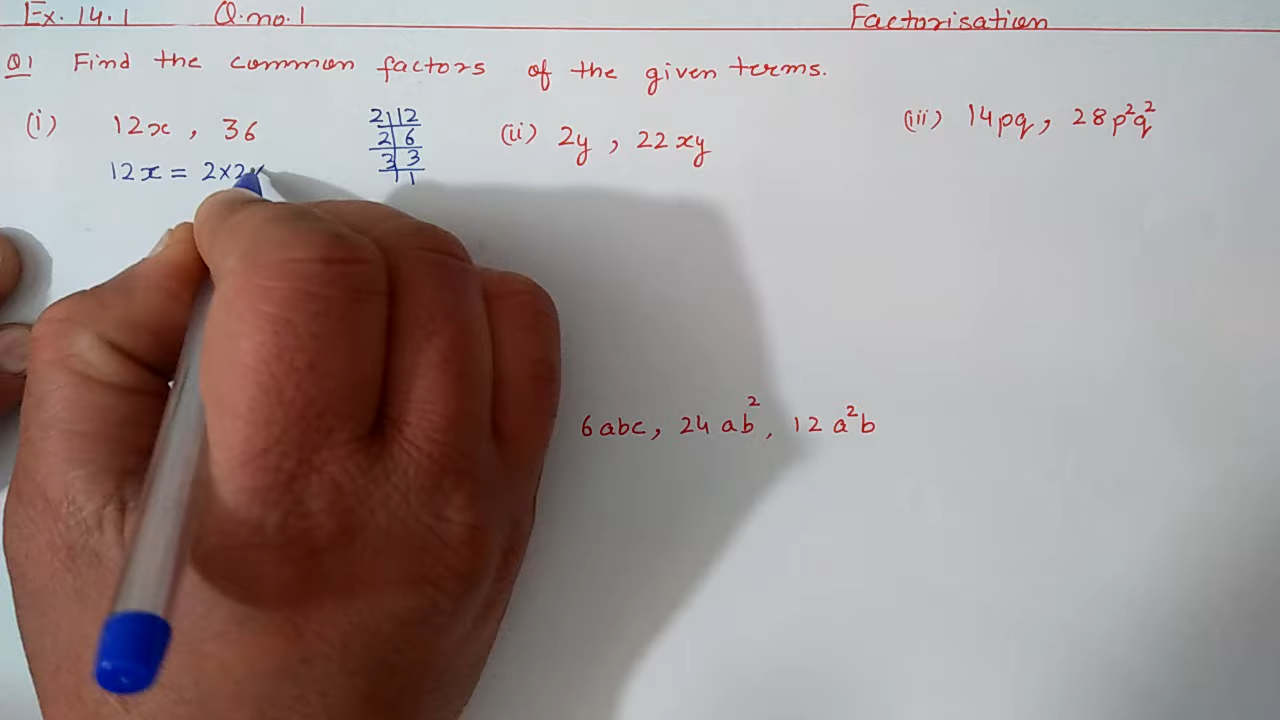 Ex. 14.1 Q.no.1 Factorisation
Q1 Find the common factors of the given terms.
(i) 12x , 36
12x = 2×2×
2 12
2 6
3 3
1
(ii) 2y , 22xy
(iii) 14pq, 28p²q²
6abc, 24ab², 12a²b